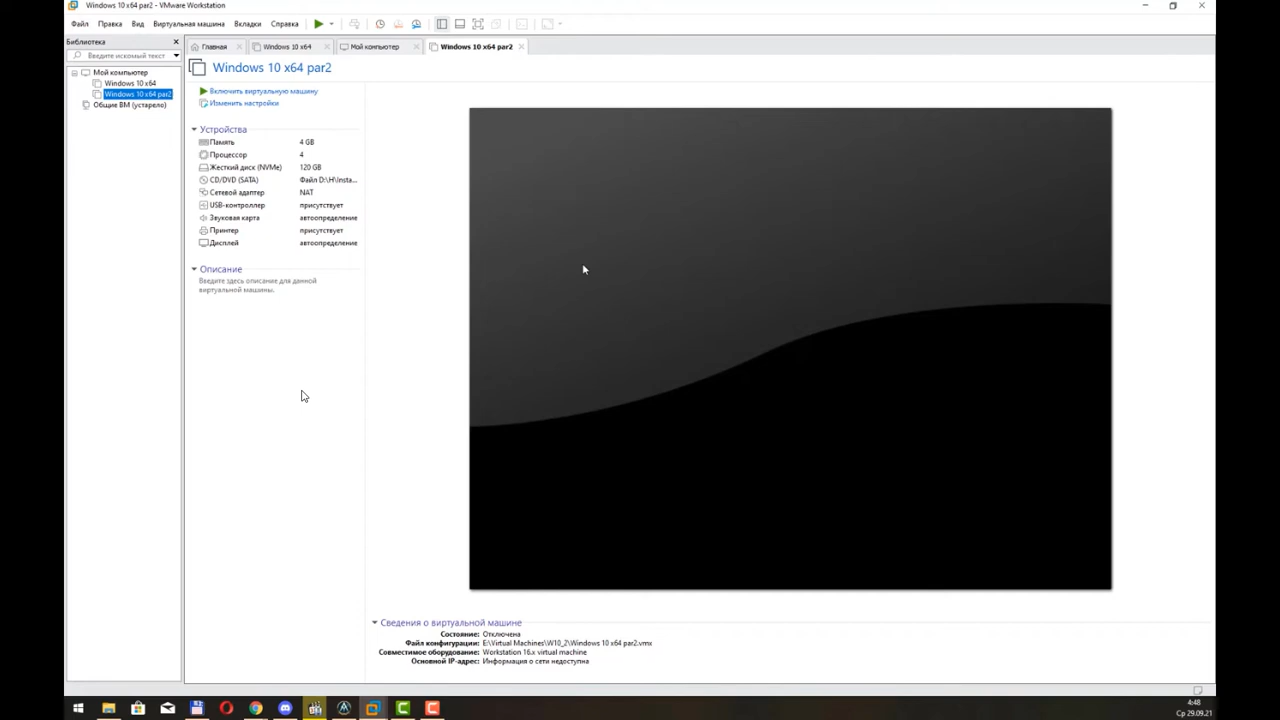 Windows 10 x64 par2 - VMware Workstation
Файл Правка Вид Виртуальная машина Вкладки Справка
Библиотека
Введите искомый текст
Мой компьютер
Windows 10 x64
Windows 10 x64 par2
Общие ВМ (устарело)
Главная
Windows 10 x64
Мой компьютер
Windows 10 x64 par2
Windows 10 x64 par2
Включить виртуальную машину
Изменить настройки
Устройства
Память 4 GB
Процессор 4
Жесткий диск (NVMe) 120 GB
CD/DVD (SATA) Файл D:\H\Insta...
Сетевой адаптер NAT
USB-контроллер присутствует
Звуковая карта автоопределение
Принтер присутствует
Дисплей автоопределение
Описание
Введите здесь описание для данной
виртуальной машины.
Сведения о виртуальной машине
Состояние: Отключена
Файл конфигурации: E:\Virtual Machines\W10_2\Windows 10 x64 par2.vmx
Совместимое оборудование: Workstation 16.x virtual machine
Основной IP-адрес: Информация о сети недоступна
4:48
Ср 29.09.21